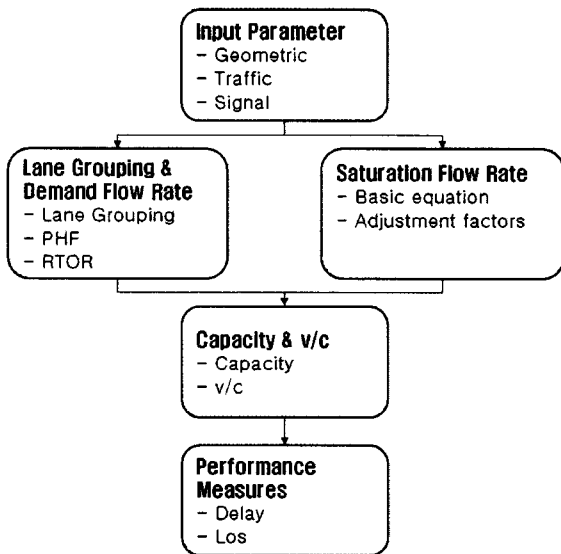 Input Parameter
- Geometric
- Traffic
- Signal
Lane Grouping &
Demand Flow Rate
- Lane Grouping
- PHF
- RTOR
Saturation Flow Rate
- Basic equation
- Adjustment factors
Capacity & v/c
- Capacity
- v/c
Performance
Measures
- Delay
- Los